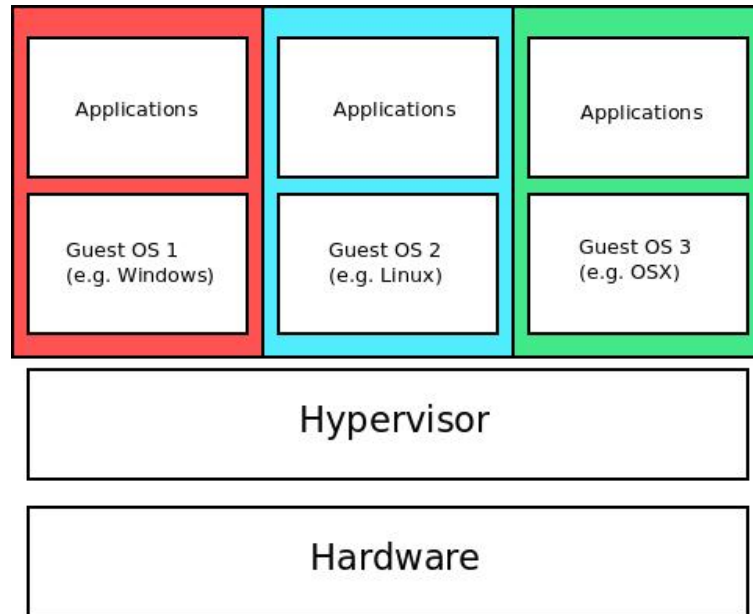 Applications
Applications
Applications
Guest OS 1
(e.g. Windows)
Guest OS 2
(e.g. Linux)
Guest OS 3
(e.g. OSX)
Hypervisor
Hardware